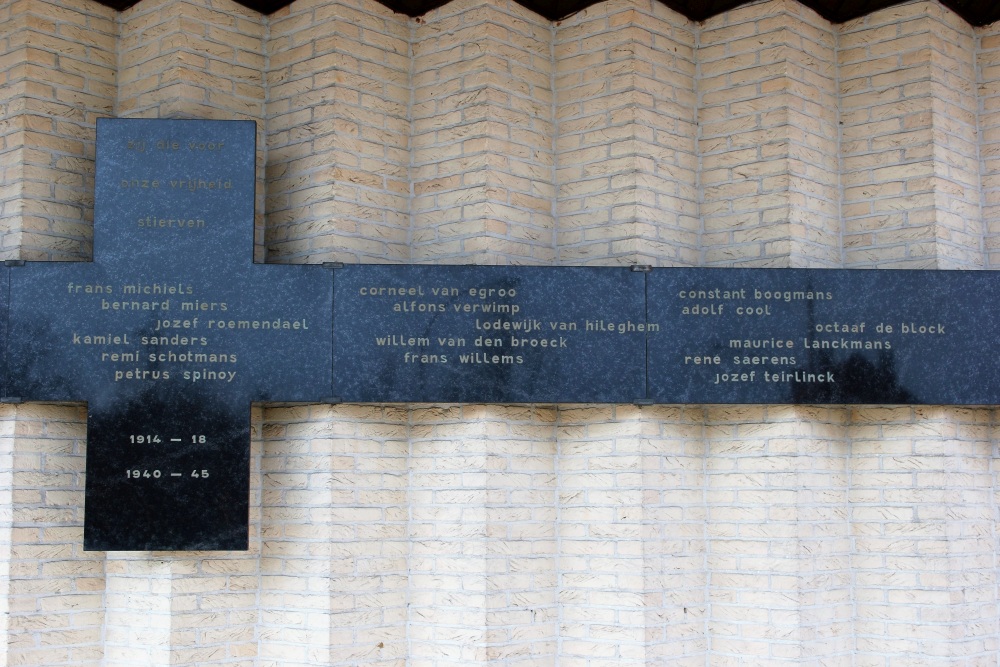 zij die voor
onze vrijheid
stierven
frans michiels
bernard miers
jozef roemendael
kamiel sanders
remi schotmans
petrus spinoy
1914 — 18
1940 — 45
corneel van egroo
alfons verwimp
lodewijk van hileghem
willem van den broeck
frans willems
constant boogmans
adolf cool
octaaf de block
maurice lanckmans
rené saerens
jozef teirlinck